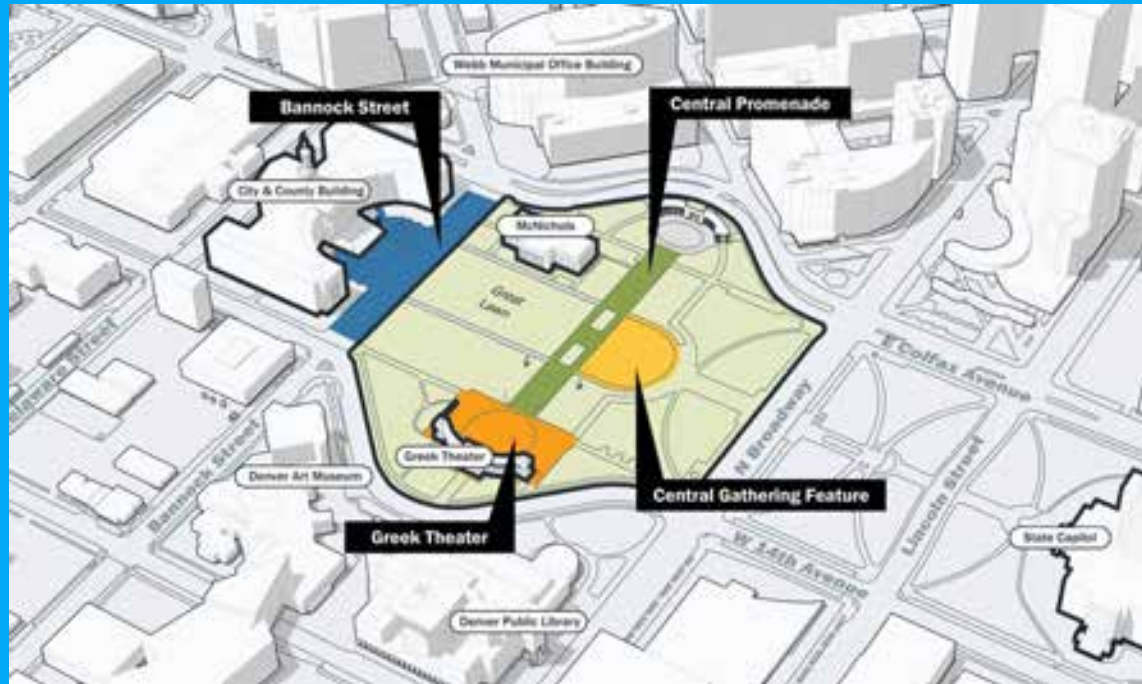 Webb Municipal Office Building
Bannock Street
Central Promenade
City & County Building
McNichols
Great
Lawn
E Colfax Avenue
Delaware Street
N Broadway
Lincoln Street
Greek Theater
Denver Art Museum
Bannock Street
Central Gathering Feature
Greek Theater
State Capitol
W 14th Avenue
Denver Public Library